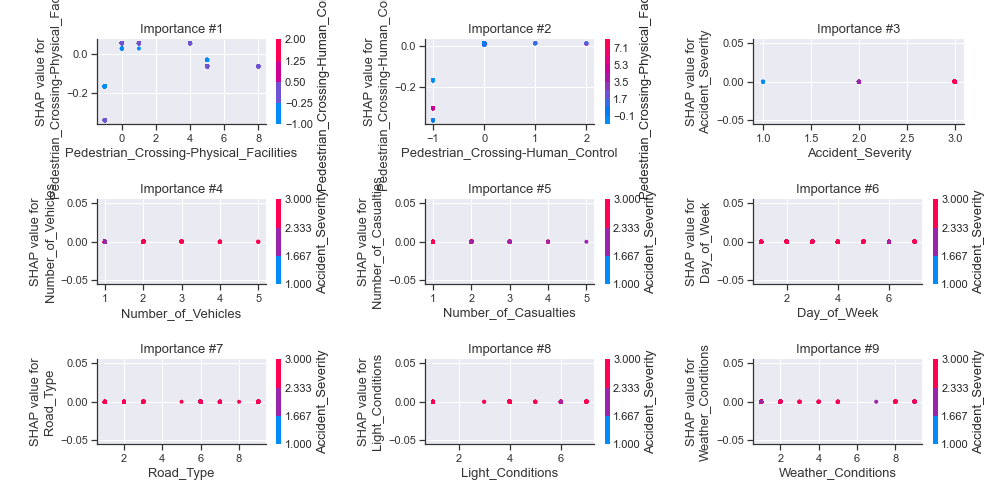 Importance #1
SHAP value for
Pedestrian_Crossing-Physical_Fac
0.0
−0.2
0
2
4
6
8
Pedestrian_Crossing-Physical_Facilities
2.00
1.25
0.50
−0.25
−1.00
Pedestrian_Crossing-Human_Co
Importance #2
SHAP value for
Pedestrian_Crossing-Human_Co
0.0
−0.2
−1
0
1
2
Pedestrian_Crossing-Human_Control
7.1
5.3
3.5
1.7
−0.1
Pedestrian_Crossing-Physical_Fa
Importance #3
SHAP value for
Accident_Severity
0.05
0.00
−0.05
1.0
1.5
2.0
2.5
3.0
Accident_Severity
Importance #4
SHAP value for
Number_of_Vehicles
0.05
0.00
−0.05
1
2
3
4
5
Number_of_Vehicles
3.000
2.333
1.667
1.000
Accident_Severity
Importance #5
SHAP value for
Number_of_Casualties
0.05
0.00
−0.05
1
2
3
4
5
Number_of_Casualties
3.000
2.333
1.667
1.000
Accident_Severity
Importance #6
SHAP value for
Day_of_Week
0.05
0.00
−0.05
2
4
6
Day_of_Week
3.000
2.333
1.667
1.000
Accident_Severity
Importance #7
SHAP value for
Road_Type
0.05
0.00
−0.05
2
4
6
8
Road_Type
3.000
2.333
1.667
1.000
Accident_Severity
Importance #8
SHAP value for
Light_Conditions
0.05
0.00
−0.05
2
4
6
Light_Conditions
3.000
2.333
1.667
1.000
Accident_Severity
Importance #9
SHAP value for
Weather_Conditions
0.05
0.00
−0.05
2
4
6
8
Weather_Conditions
3.000
2.333
1.667
1.000
Accident_Severity